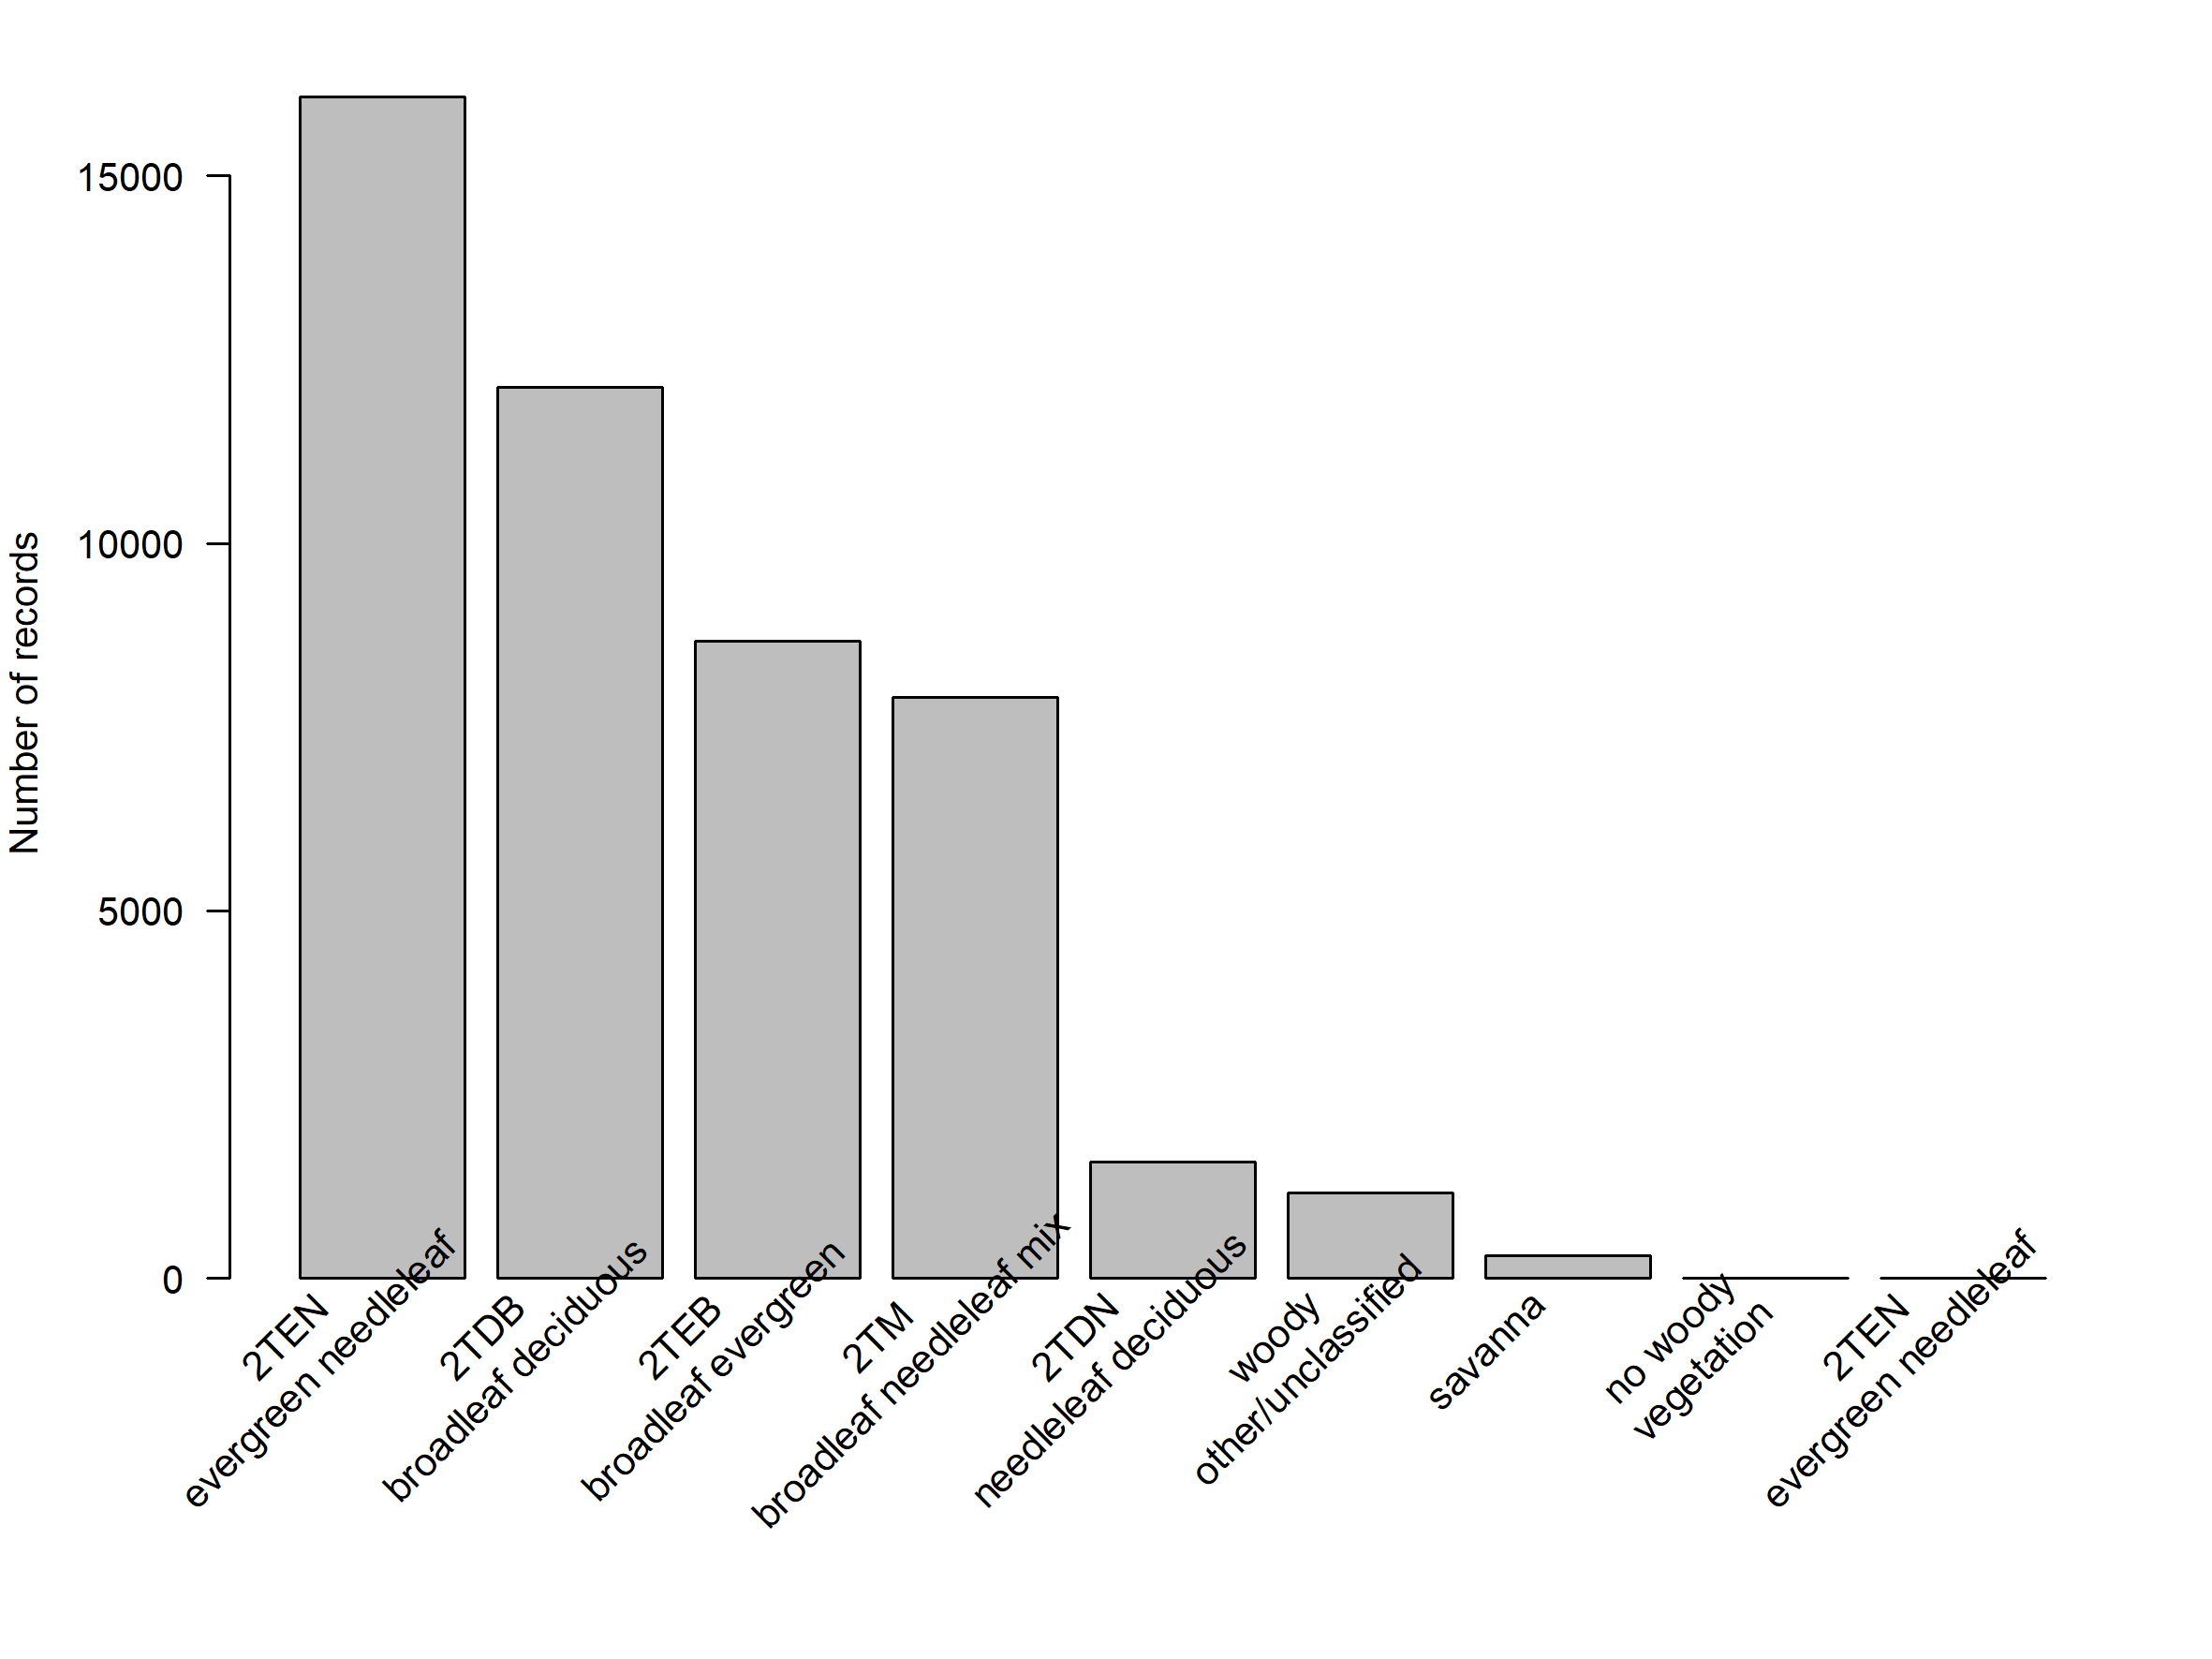 Number of records
15000
10000
5000
0
2TEN
evergreen needleleaf
2TDB
broadleaf deciduous
2TEB
broadleaf evergreen
2TM
broadleaf needleleaf mix
2TDN
needleleaf deciduous
woody
other/unclassified
savanna
no woody
vegetation
2TEN
evergreen needleleaf